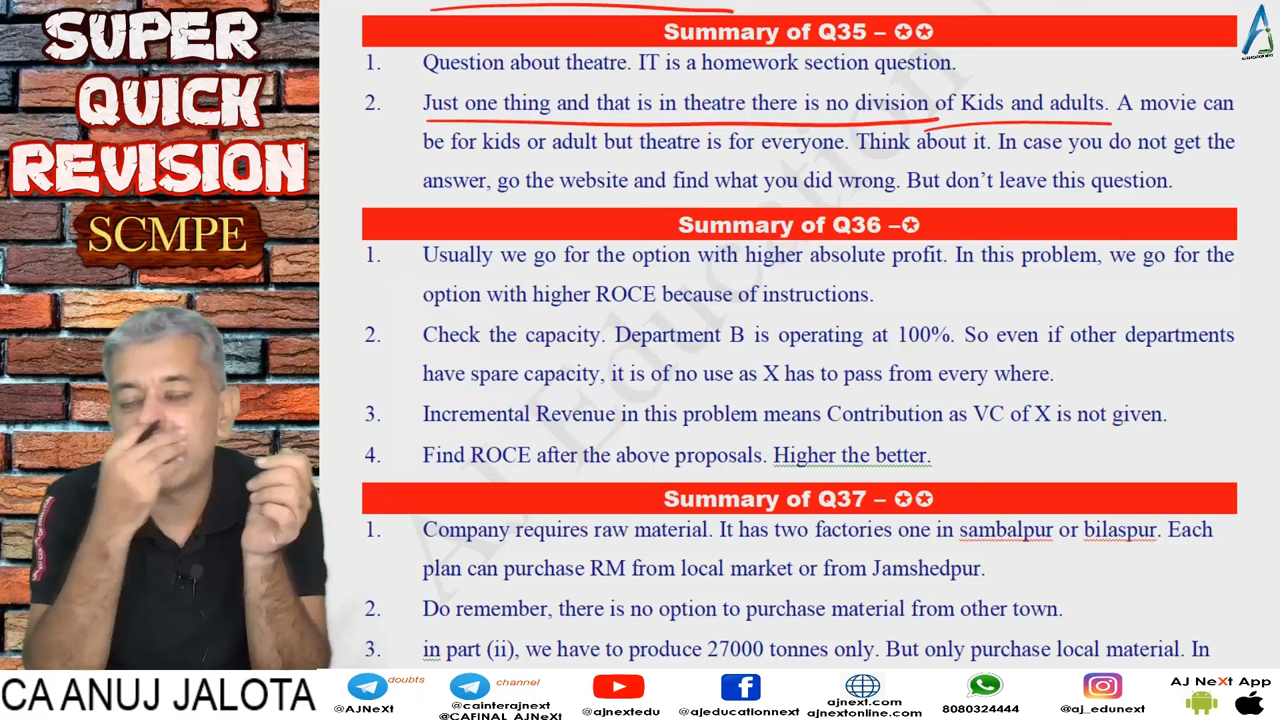 SUPER
QUICK
REVISION
SCMPE
Summary of Q35 – ✪✪
1. Question about theatre. IT is a homework section question.
2. Just one thing and that is in theatre there is no division of Kids and adults. A movie can
be for kids or adult but theatre is for everyone. Think about it. In case you do not get the
answer, go the website and find what you did wrong. But don’t leave this question.
Summary of Q36 –✪
1. Usually we go for the option with higher absolute profit. In this problem, we go for the
option with higher ROCE because of instructions.
2. Check the capacity. Department B is operating at 100%. So even if other departments
have spare capacity, it is of no use as X has to pass from every where.
3. Incremental Revenue in this problem means Contribution as VC of X is not given.
4. Find ROCE after the above proposals. Higher the better.
Summary of Q37 – ✪✪
1. Company requires raw material. It has two factories one in sambalpur or bilaspur. Each
plan can purchase RM from local market or from Jamshedpur.
2. Do remember, there is no option to purchase material from other town.
3. in part (ii), we have to produce 27000 tonnes only. But only purchase local material. In
CA ANUJ JALOTA
doubts
@AJNeXt
channel
@cainterajnext
@CAFINAL_AJNeXt
@ajnextedu
@ajeducationnext
ajnext.com
ajnextonline.com
8080324444
@aj_edunext
AJ NeXt App